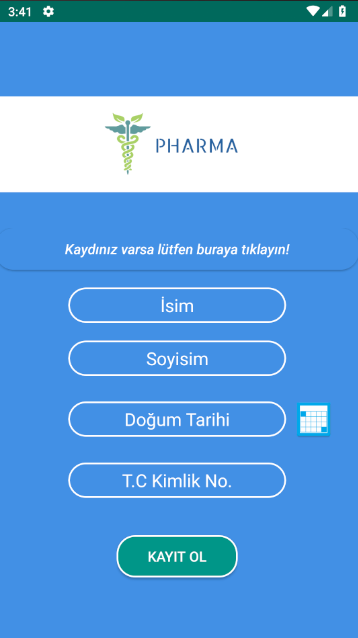 3:41
PHARMA
Kaydınız varsa lütfen buraya tıklayın!
İsim
Soyisim
Doğum Tarihi
T.C Kimlik No.
KAYIT OL